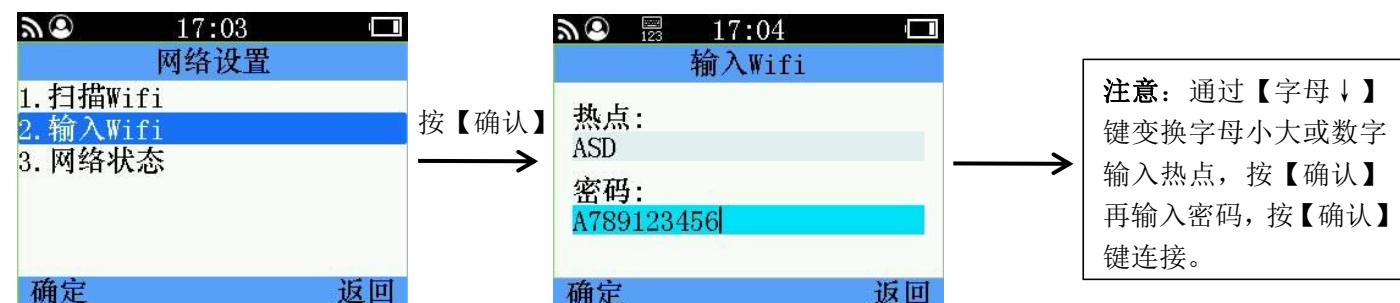 17:03
网络设置
1.扫描Wifi
2.输入Wifi
3.网络状态
确定 返回
按【确认】
123 17:04
输入Wifi
热点:
ASD
密码:
A789123456
确定 返回
注意：通过【字母↓】
键变换字母小大或数字
输入热点，按【确认】
再输入密码，按【确认】
键连接。